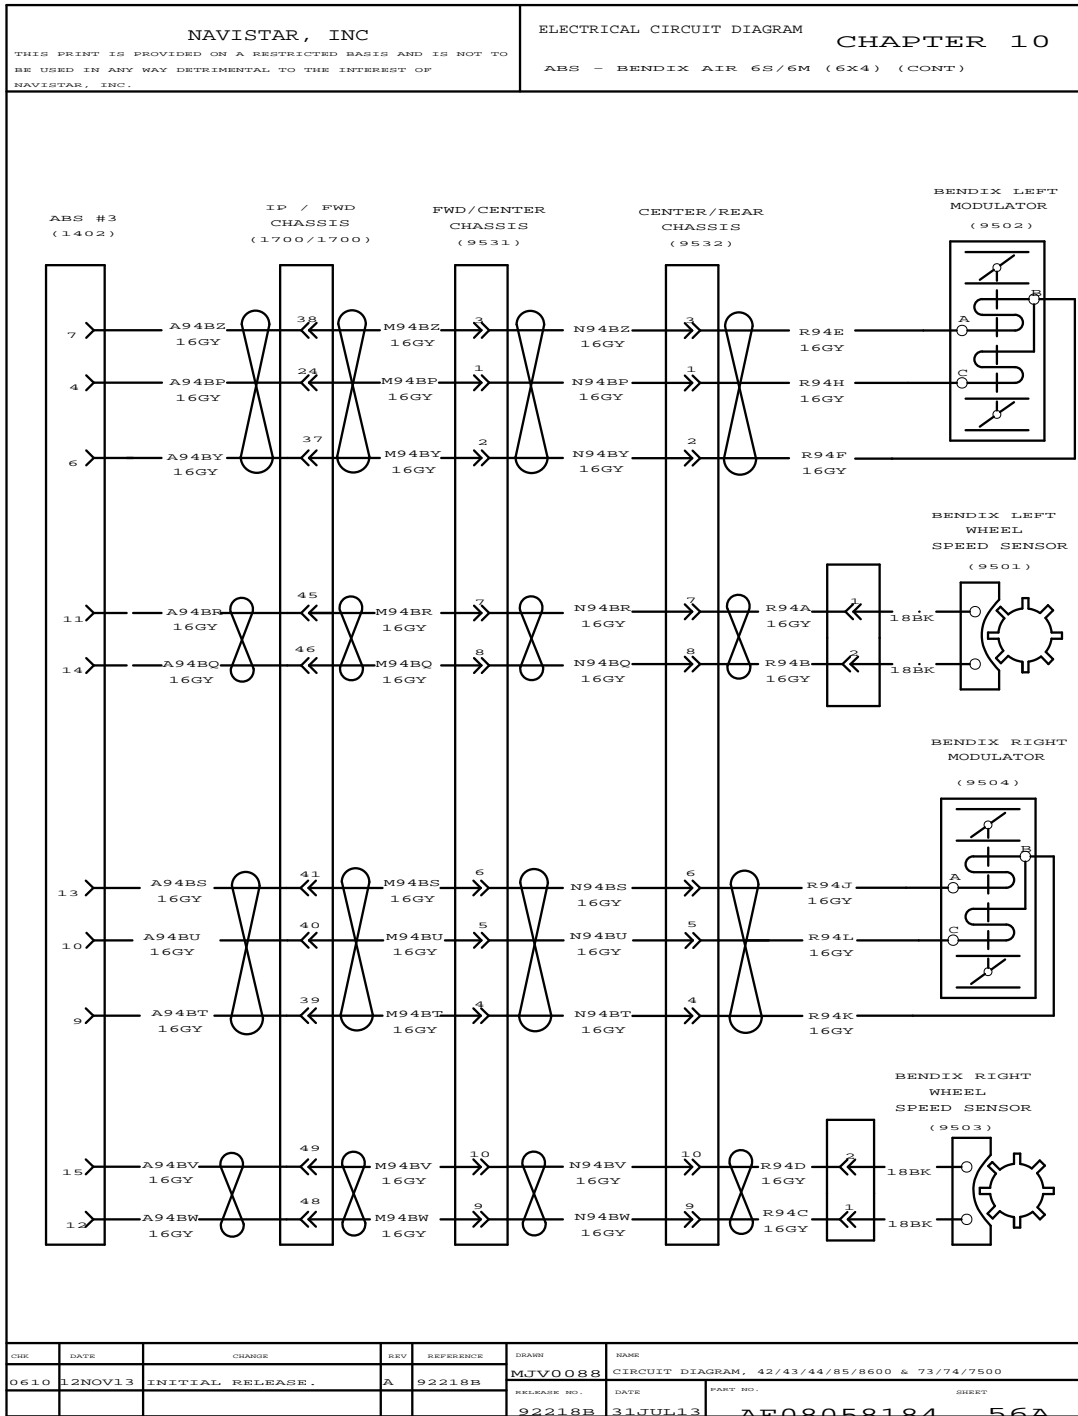 NAVISTAR, INC
THIS PRINT IS PROVIDED ON A RESTRICTED BASIS AND IS NOT TO
BE USED IN ANY WAY DETRIMENTAL TO THE INTEREST OF
NAVISTAR, INC.
ELECTRICAL CIRCUIT DIAGRAM
CHAPTER 10
ABS - BENDIX AIR 6S/6M (6X4) (CONT)
ABS #3
(1402)
IP / FWD
CHASSIS
(1700/1700)
FWD/CENTER
CHASSIS
(9531)
CENTER/REAR
CHASSIS
(9532)
BENDIX LEFT
MODULATOR
(9502)
7 A94BZ 38 M94BZ 3 N94BZ 3 R94E A B
16GY 16GY 16GY 16GY
4 A94BP 24 M94BP 1 N94BP 1 R94H C
16GY 16GY 16GY 16GY
6 A94BY 37 M94BY 2 N94BY 2 R94F
16GY 16GY 16GY 16GY
BENDIX LEFT
WHEEL
SPEED SENSOR
(9501)
11 A94BR 45 M94BR 7 N94BR 7 R94A 1 18BK
16GY 16GY 16GY 16GY
14 A94BQ 46 M94BQ 8 N94BQ 8 R94B 2 18BK
16GY 16GY 16GY 16GY
BENDIX RIGHT
MODULATOR
(9504)
13 A94BS 41 M94BS 6 N94BS 6 R94J A B
16GY 16GY 16GY 16GY
10 A94BU 40 M94BU 5 N94BU 5 R94L C
16GY 16GY 16GY 16GY
9 A94BT 39 M94BT 4 N94BT 4 R94K
16GY 16GY 16GY 16GY
BENDIX RIGHT
WHEEL
SPEED SENSOR
(9503)
15 A94BV 49 M94BV 10 N94BV 10 R94D 2 18BK
16GY 16GY 16GY 16GY
12 A94BW 48 M94BW 9 N94BW 9 R94C 1 18BK
16GY 16GY 16GY 16GY
CHK DATE CHANGE REV REFERENCE DRAWN NAME
0610 12NOV13 INITIAL RELEASE. A 92218B MJV0088 CIRCUIT DIAGRAM, 42/43/44/85/8600 & 73/74/7500
RELEASE NO. DATE PART NO. SHEET
92218B 31JUL13 AF08058184 56A